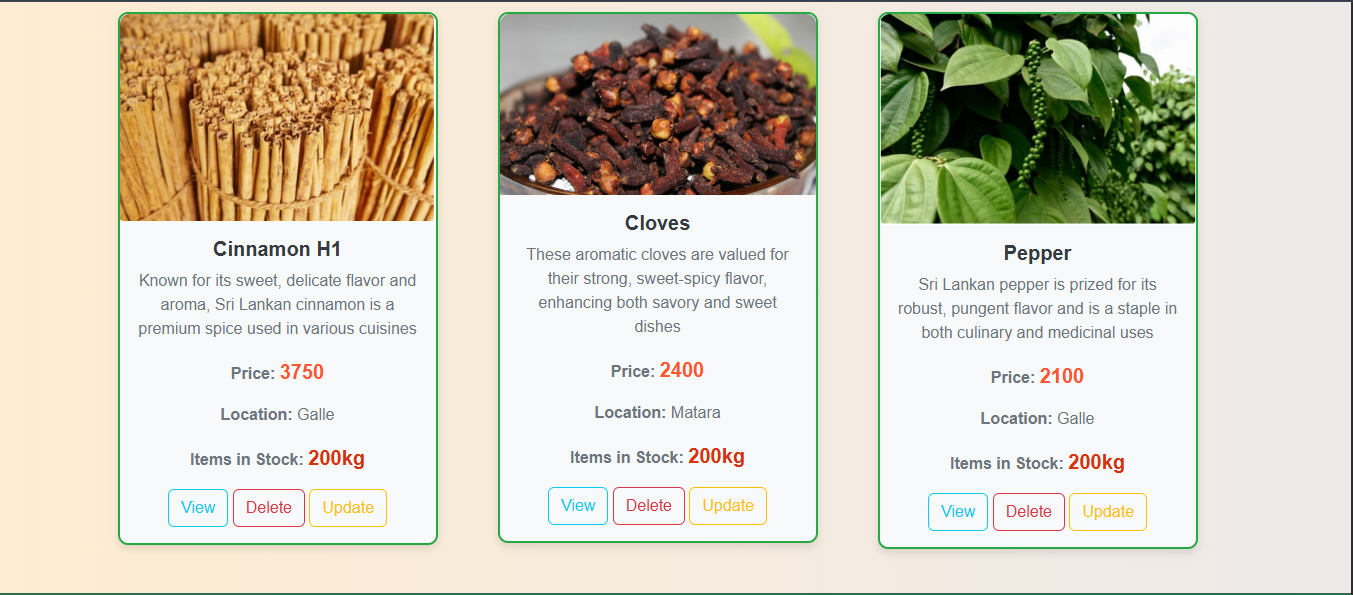 Cinnamon H1
Known for its sweet, delicate flavor and
aroma, Sri Lankan cinnamon is a
premium spice used in various cuisines
Price: 3750
Location: Galle
Items in Stock: 200kg
View Delete Update
Cloves
These aromatic cloves are valued for
their strong, sweet-spicy flavor,
enhancing both savory and sweet
dishes
Price: 2400
Location: Matara
Items in Stock: 200kg
View Delete Update
Pepper
Sri Lankan pepper is prized for its
robust, pungent flavor and is a staple in
both culinary and medicinal uses
Price: 2100
Location: Galle
Items in Stock: 200kg
View Delete Update